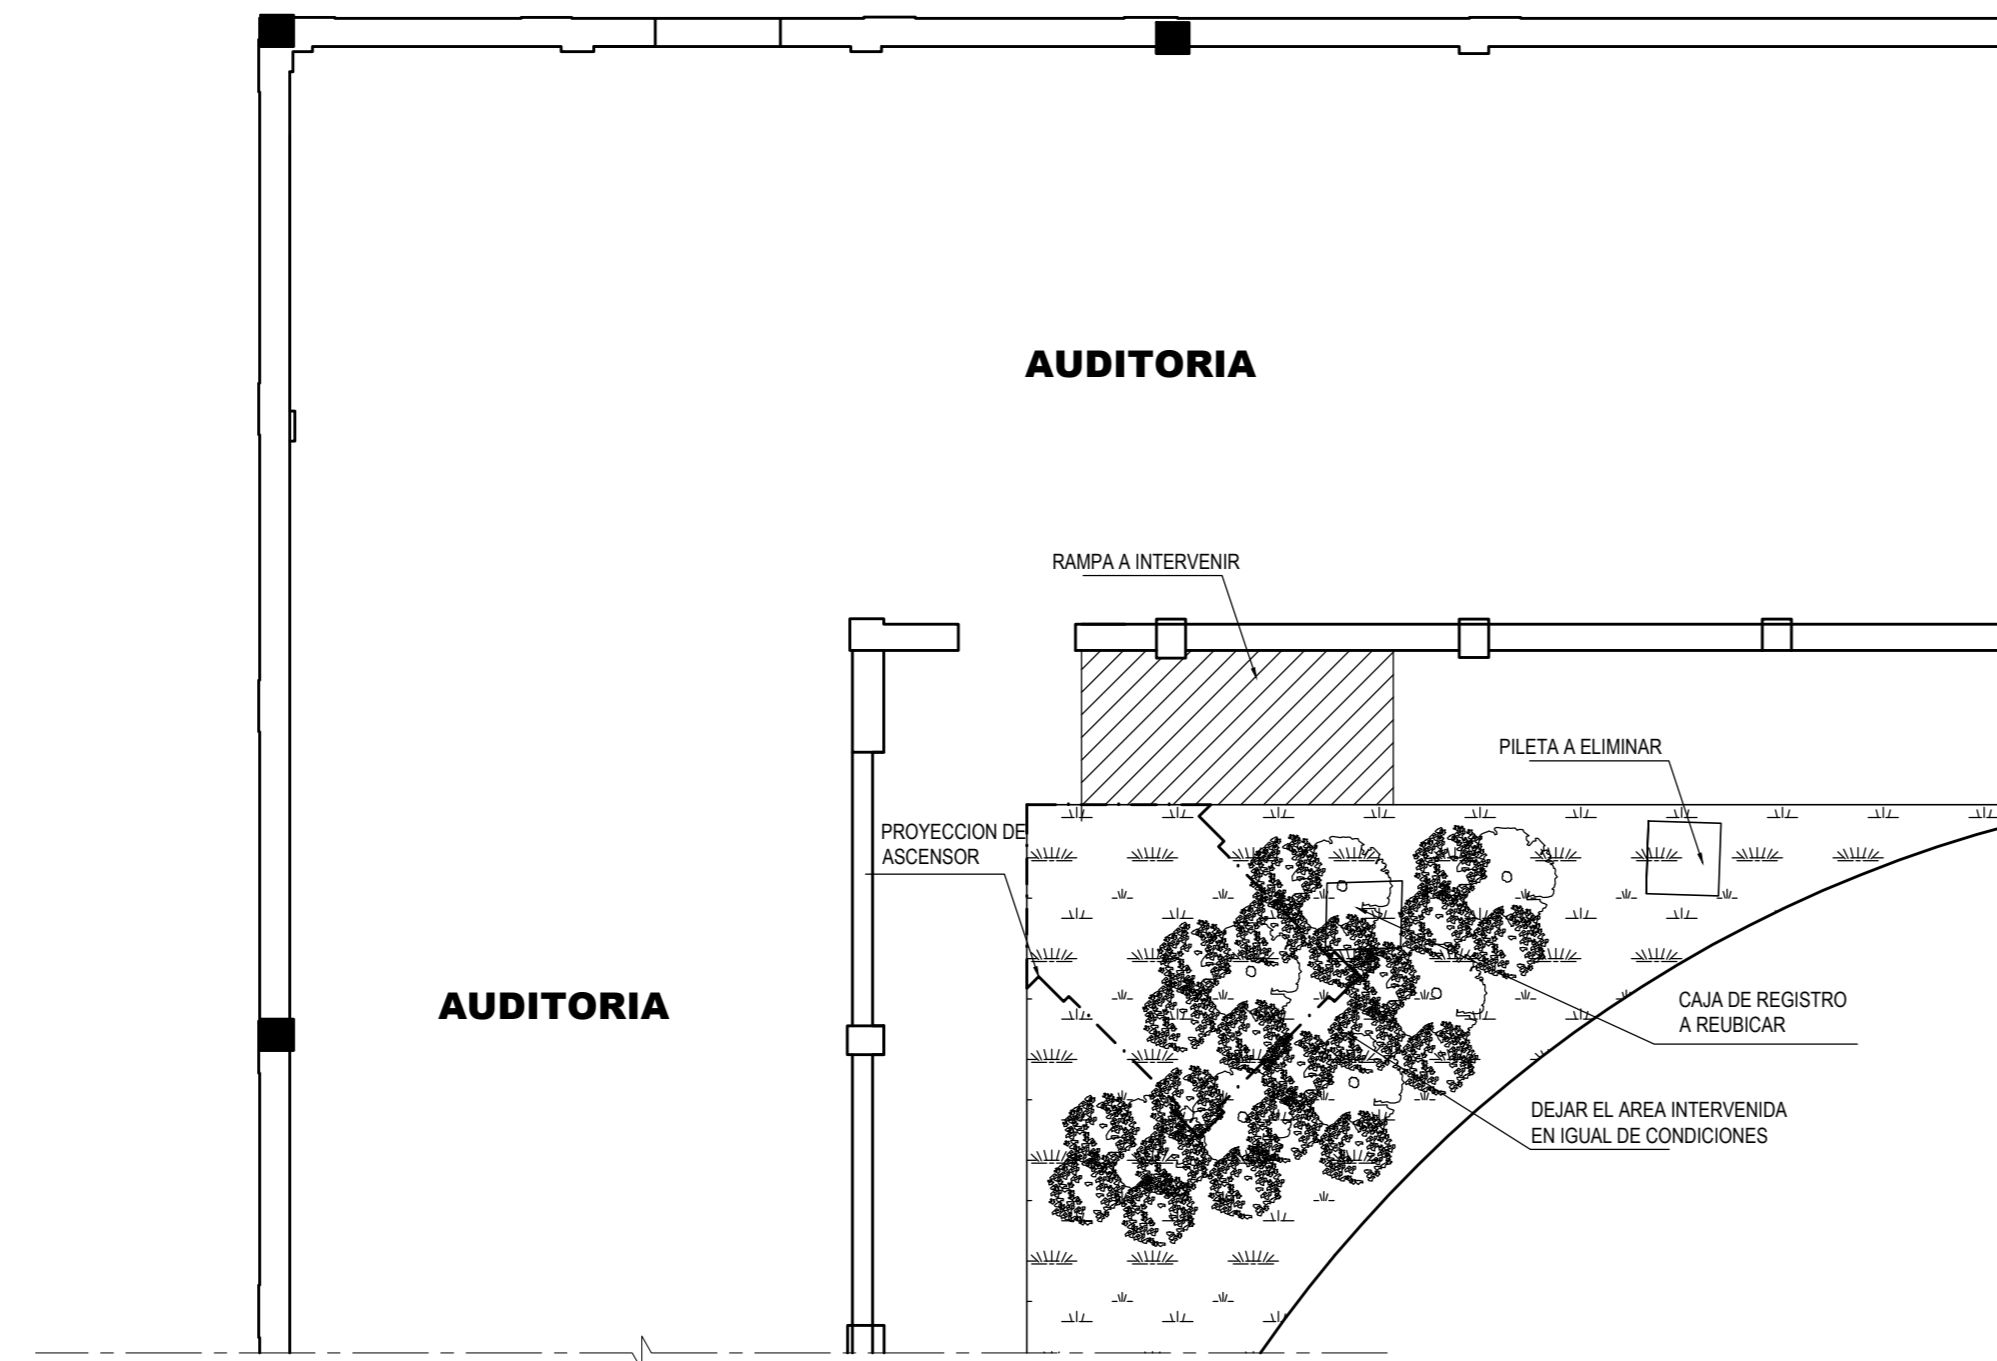 AUDITORIA
RAMPA A INTERVENIR
PILETA A ELIMINAR
PROYECCION DE
ASCENSOR
AUDITORIA
CAJA DE REGISTRO
A REUBICAR
DEJAR EL AREA INTERVENIDA
EN IGUAL DE CONDICIONES